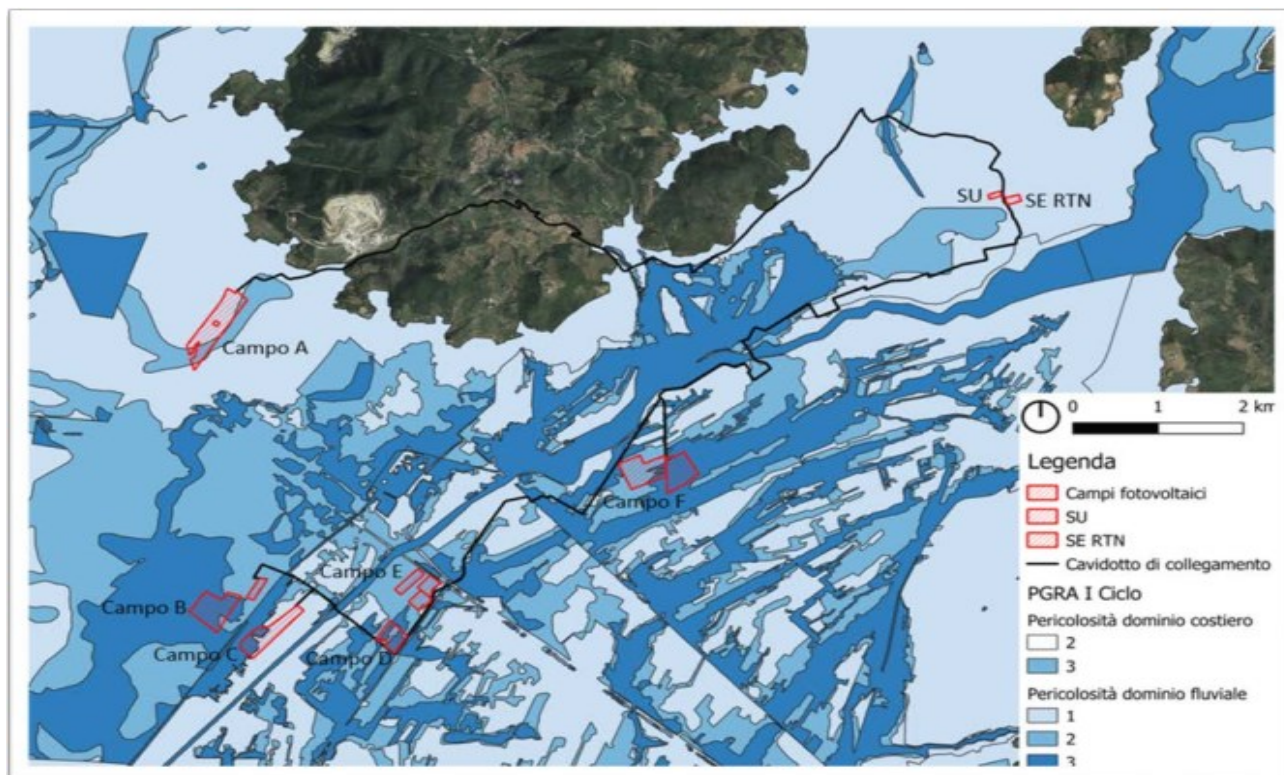 SU
SE RTN
Campo A
Campo F
Campo E
Campo B
Campo C
Campo D
0 1 2 km
Legenda
Campi fotovoltaici
SU
SE RTN
Cavidotto di collegamento
PGRA I Ciclo
Pericolosità dominio costiero
2
3
Pericolosità dominio fluviale
1
2
3